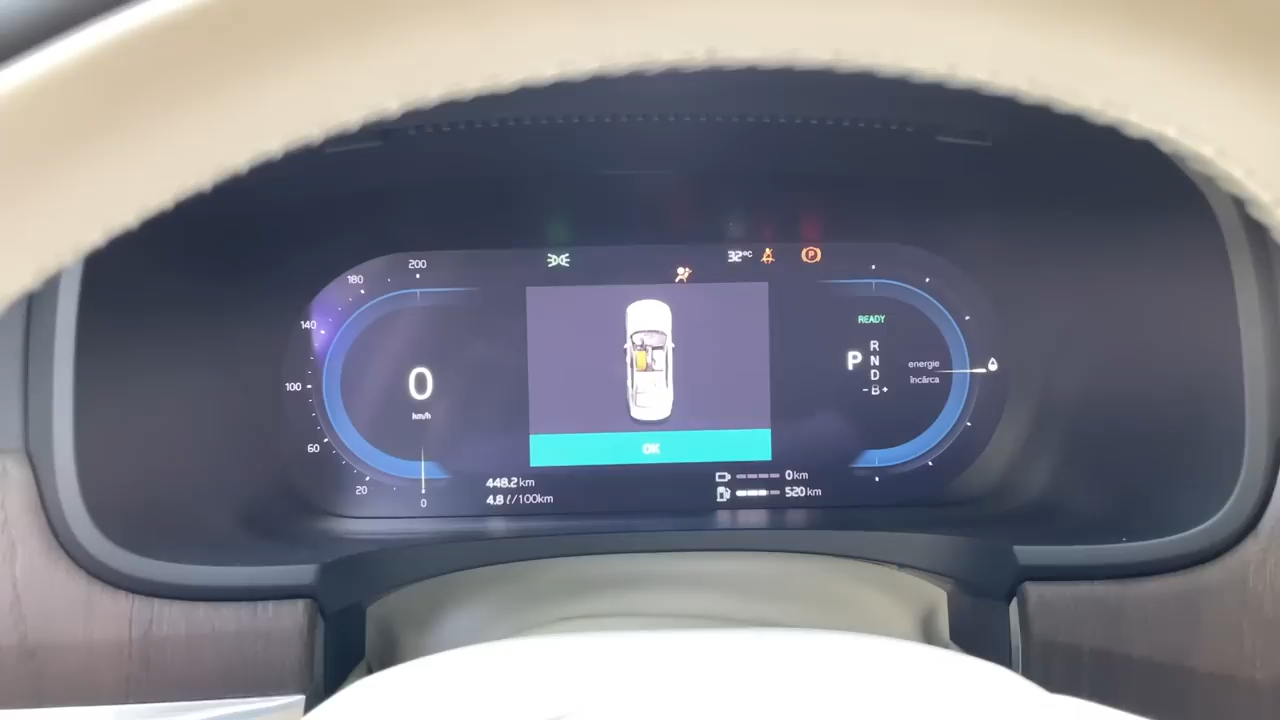 200
180
140
100
60
20
0
0
km/h
32°C
P
OK
448.2 km
4.8 ℓ/100km
0 km
520 km
READY
P
R
N
D
-B+
energie
încărca